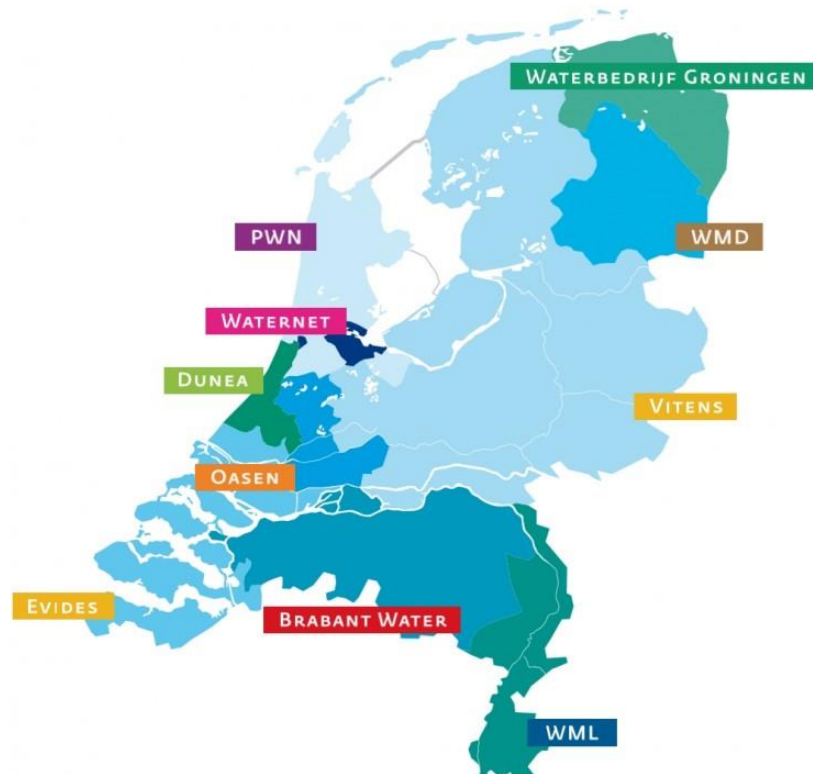 Waterbedrijf Groningen
PWN
WMD
Waternet
Dunea
Vitens
Oasen
Evides
Brabant Water
WML